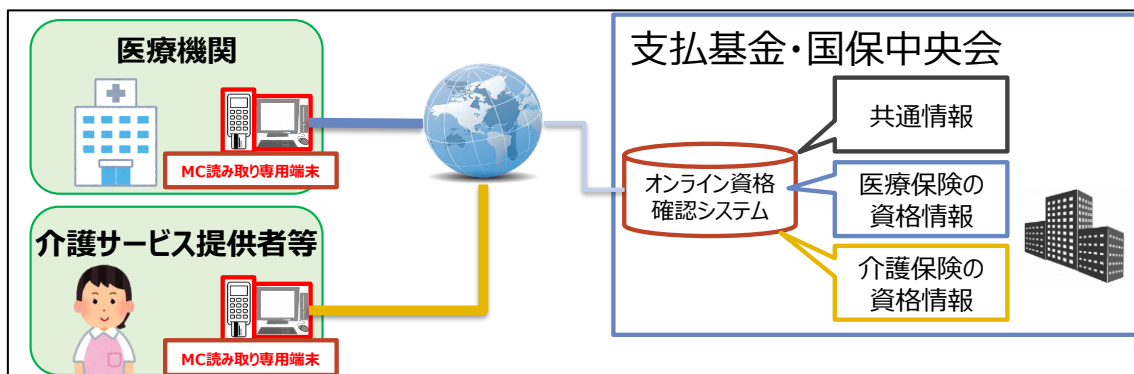 医療機関
MC読み取り専用端末
介護サービス提供者等
MC読み取り専用端末
支払基金・国保中央会
オンライン資格
確認システム
共通情報
医療保険の
資格情報
介護保険の
資格情報